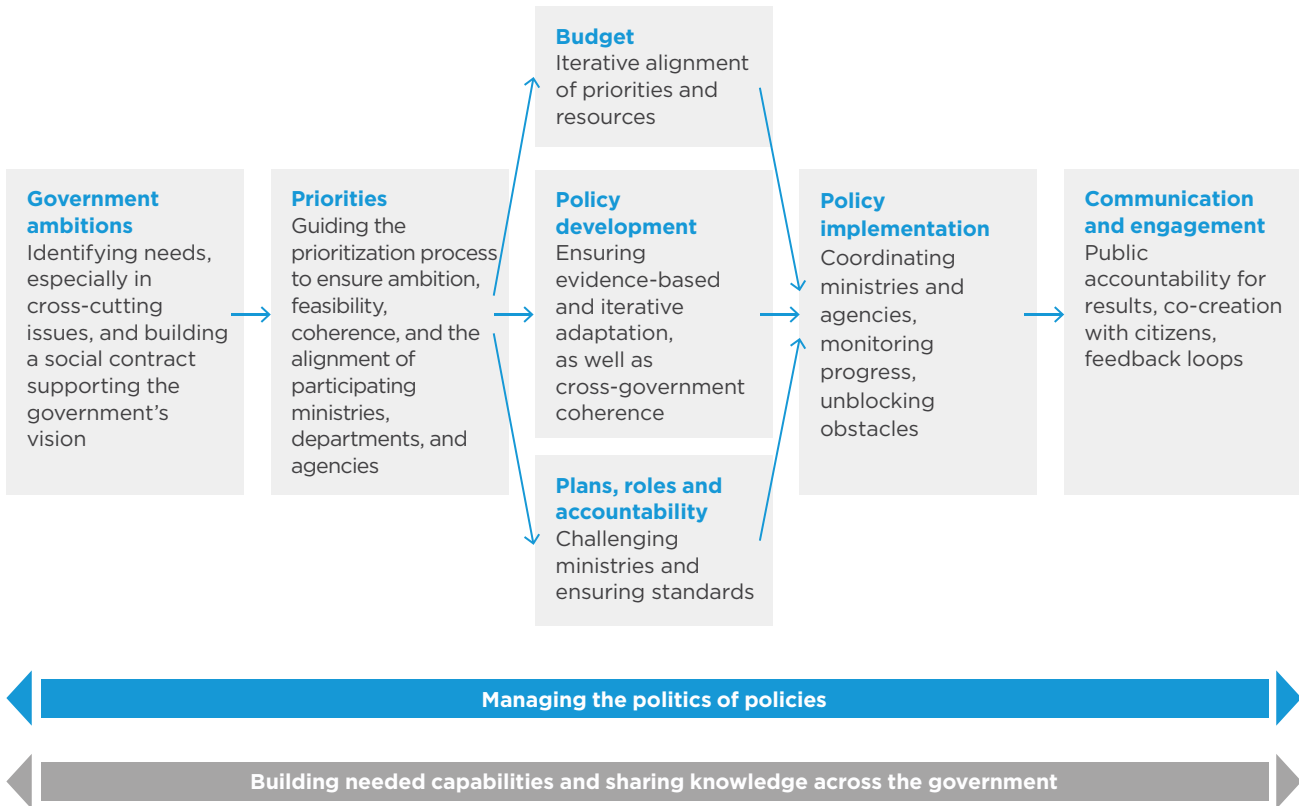 Government
ambitions
Identifying needs,
especially in
cross-cutting
issues, and building
a social contract
supporting the
government’s
vision
Priorities
Guiding the
prioritization process
to ensure ambition,
feasibility,
coherence, and the
alignment of
participating
ministries,
departments, and
agencies
Budget
Iterative alignment
of priorities and
resources
Policy
development
Ensuring
evidence-based
and iterative
adaptation,
as well as
cross-government
coherence
Plans, roles and
accountability
Challenging
ministries and
ensuring standards
Policy
implementation
Coordinating
ministries and
agencies,
monitoring
progress,
unblocking
obstacles
Communication
and engagement
Public
accountability for
results, co-creation
with citizens,
feedback loops
Managing the politics of policies
Building needed capabilities and sharing knowledge across the government